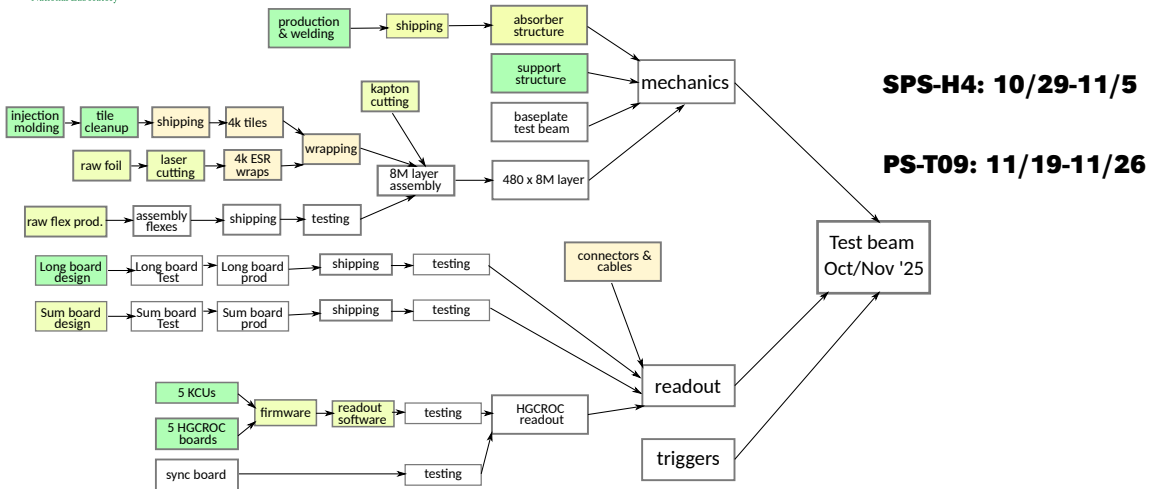 production
& welding
shipping
absorber
structure
support
structure
mechanics
SPS-H4: 10/29-11/5
kapton
cutting
baseplate
test beam
injection
molding
tile
cleanup
shipping
4k tiles
wrapping
raw foil
laser
cutting
4k ESR
wraps
8M layer
assembly
480 x 8M layer
PS-T09: 11/19-11/26
raw flex prod.
assembly
flexes
shipping
testing
Test beam
Oct/Nov '25
Long board
design
Long board
Test
Long board
prod
shipping
testing
connectors &
cables
Sum board
design
Sum board
Test
Sum board
prod
shipping
testing
readout
5 KCUs
firmware
readout
software
testing
HGCROC
readout
5 HGCROC
boards
sync board
testing
triggers